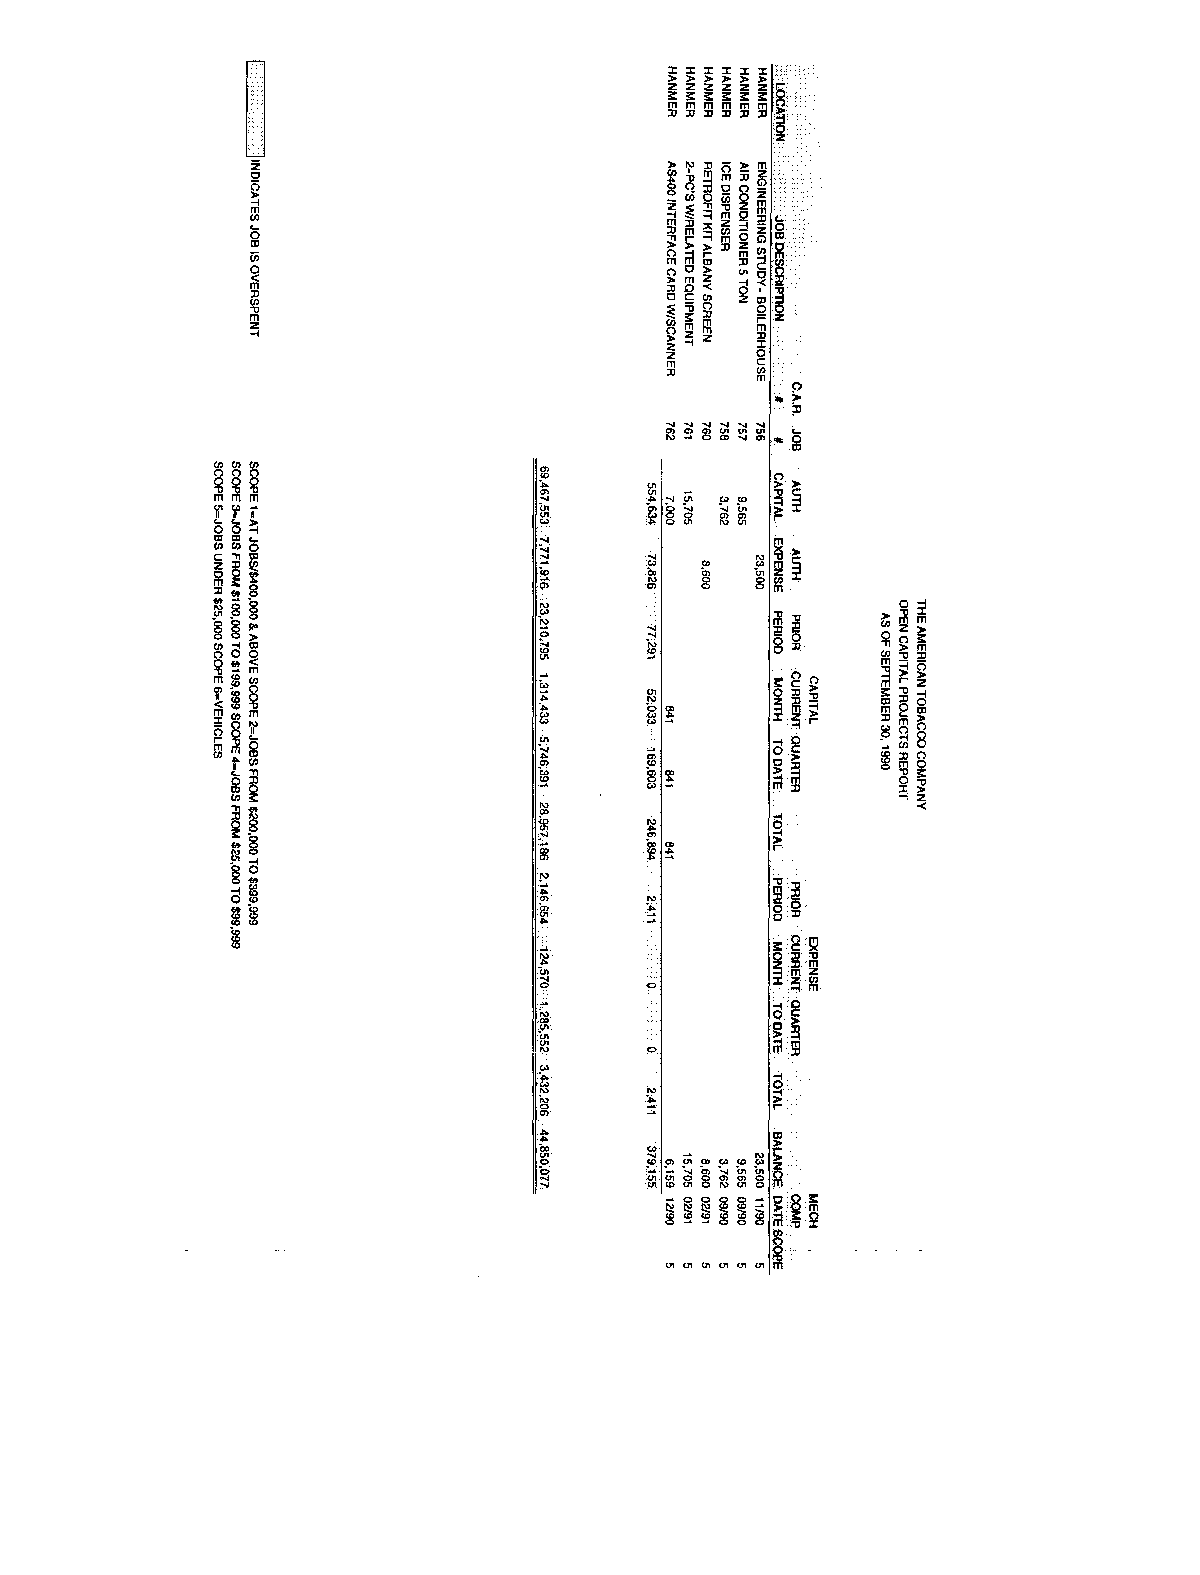 THE AMERICAN TOBACCO COMPANY
OPEN CAPITAL PROJECTS REPORT
AS OF SEPTEMBER 30, 1990
CAPITAL EXPENSE MECH
C.A.R. JOB AUTH AUTH PRIOR CURRENT QUARTER PRIOR CURRENT QUARTER COMP
LOCATION JOB DESCRIPTION # # CAPITAL EXPENSE PERIOD MONTH TO DATE TOTAL PERIOD MONTH TO DATE TOTAL BALANCE DATE SCOPE
HANMER ENGINEERING STUDY - BOILERHOUSE 756 23,500 23,500 11/90 5
HANMER AIR CONDITIONER 5 TON 757 9,565 9,565 09/90 5
HANMER ICE DISPENSER 758 3,762 3,762 09/90 5
HANMER RETROFIT KIT ALBANY SCREEN 760 8,600 8,600 02/91 5
HANMER 2-PC'S W/RELATED EQUIPMENT 761 15,705 15,705 02/91 5
HANMER AS400 INTERFACE CARD W/SCANNER 762 7,000 841 841 841 6,159 12/90 5
554,634 73,826 77,291 52,033 169,603 246,894 2,411 0 0 2,411 379,155
69,467,553 7,771,916 23,210,795 1,314,433 5,746,391 28,957,186 2,146,654 124,570 1,285,552 3,432,206 44,850,077
INDICATES JOB IS OVERSPENT
SCOPE 1=AT JOBS/$400,000 & ABOVE SCOPE 2=JOBS FROM $200,000 TO $399,999
SCOPE 3=JOBS FROM $100,000 TO $199,999 SCOPE 4=JOBS FROM $25,000 TO $99,999
SCOPE 5=JOBS UNDER $25,000 SCOPE 6=VEHICLES